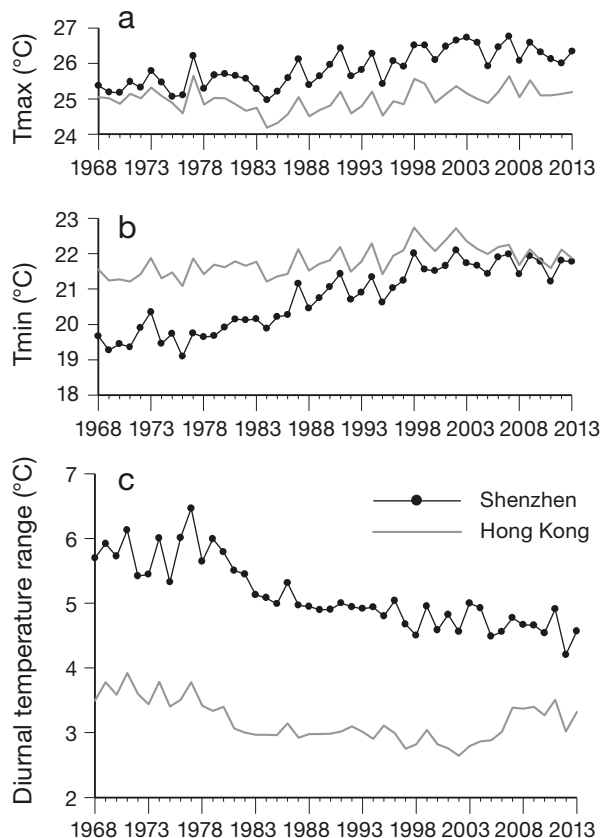 a
Tmax (°C)
27
26
25
24
1968 1973 1978 1983 1988 1993 1998 2003 2008 2013
b
Tmin (°C)
23
22
21
20
19
18
1968 1973 1978 1983 1988 1993 1998 2003 2008 2013
c
Diurnal temperature range (°C)
7
6
5
4
3
2
Shenzhen
Hong Kong
1968 1973 1978 1983 1988 1993 1998 2003 2008 2013